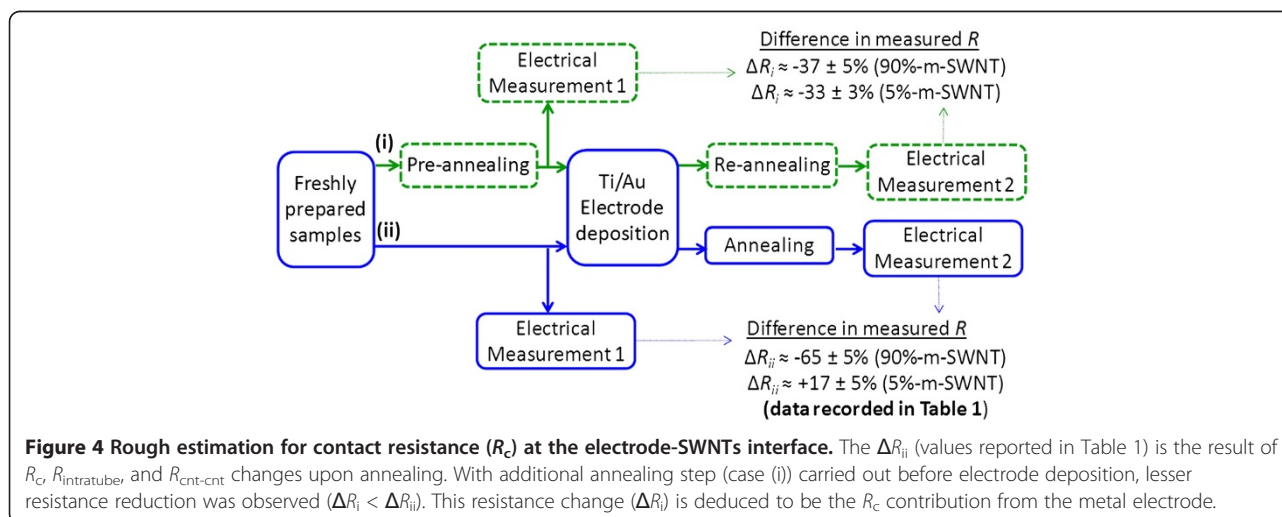 Electrical
Measurement 1
Difference in measured R
ΔRi ≈ -37 ± 5% (90%-m-SWNT)
ΔRi ≈ -33 ± 3% (5%-m-SWNT)
(i)
Pre-annealing
Freshly
prepared
samples
Ti/Au
Electrode
deposition
Re-annealing
Electrical
Measurement 2
(ii)
Annealing
Electrical
Measurement 2
Electrical
Measurement 1
Difference in measured R
ΔRii ≈ -65 ± 5% (90%-m-SWNT)
ΔRii ≈ +17 ± 5% (5%-m-SWNT)
(data recorded in Table 1)
Figure 4 Rough estimation for contact resistance (Rc) at the electrode-SWNTs interface. The ΔRii (values reported in Table 1) is the result of
Rc, Rintratube, and Rcnt-cnt changes upon annealing. With additional annealing step (case (i)) carried out before electrode deposition, lesser
resistance reduction was observed (ΔRi < ΔRii). This resistance change (ΔRi) is deduced to be the Rc contribution from the metal electrode.